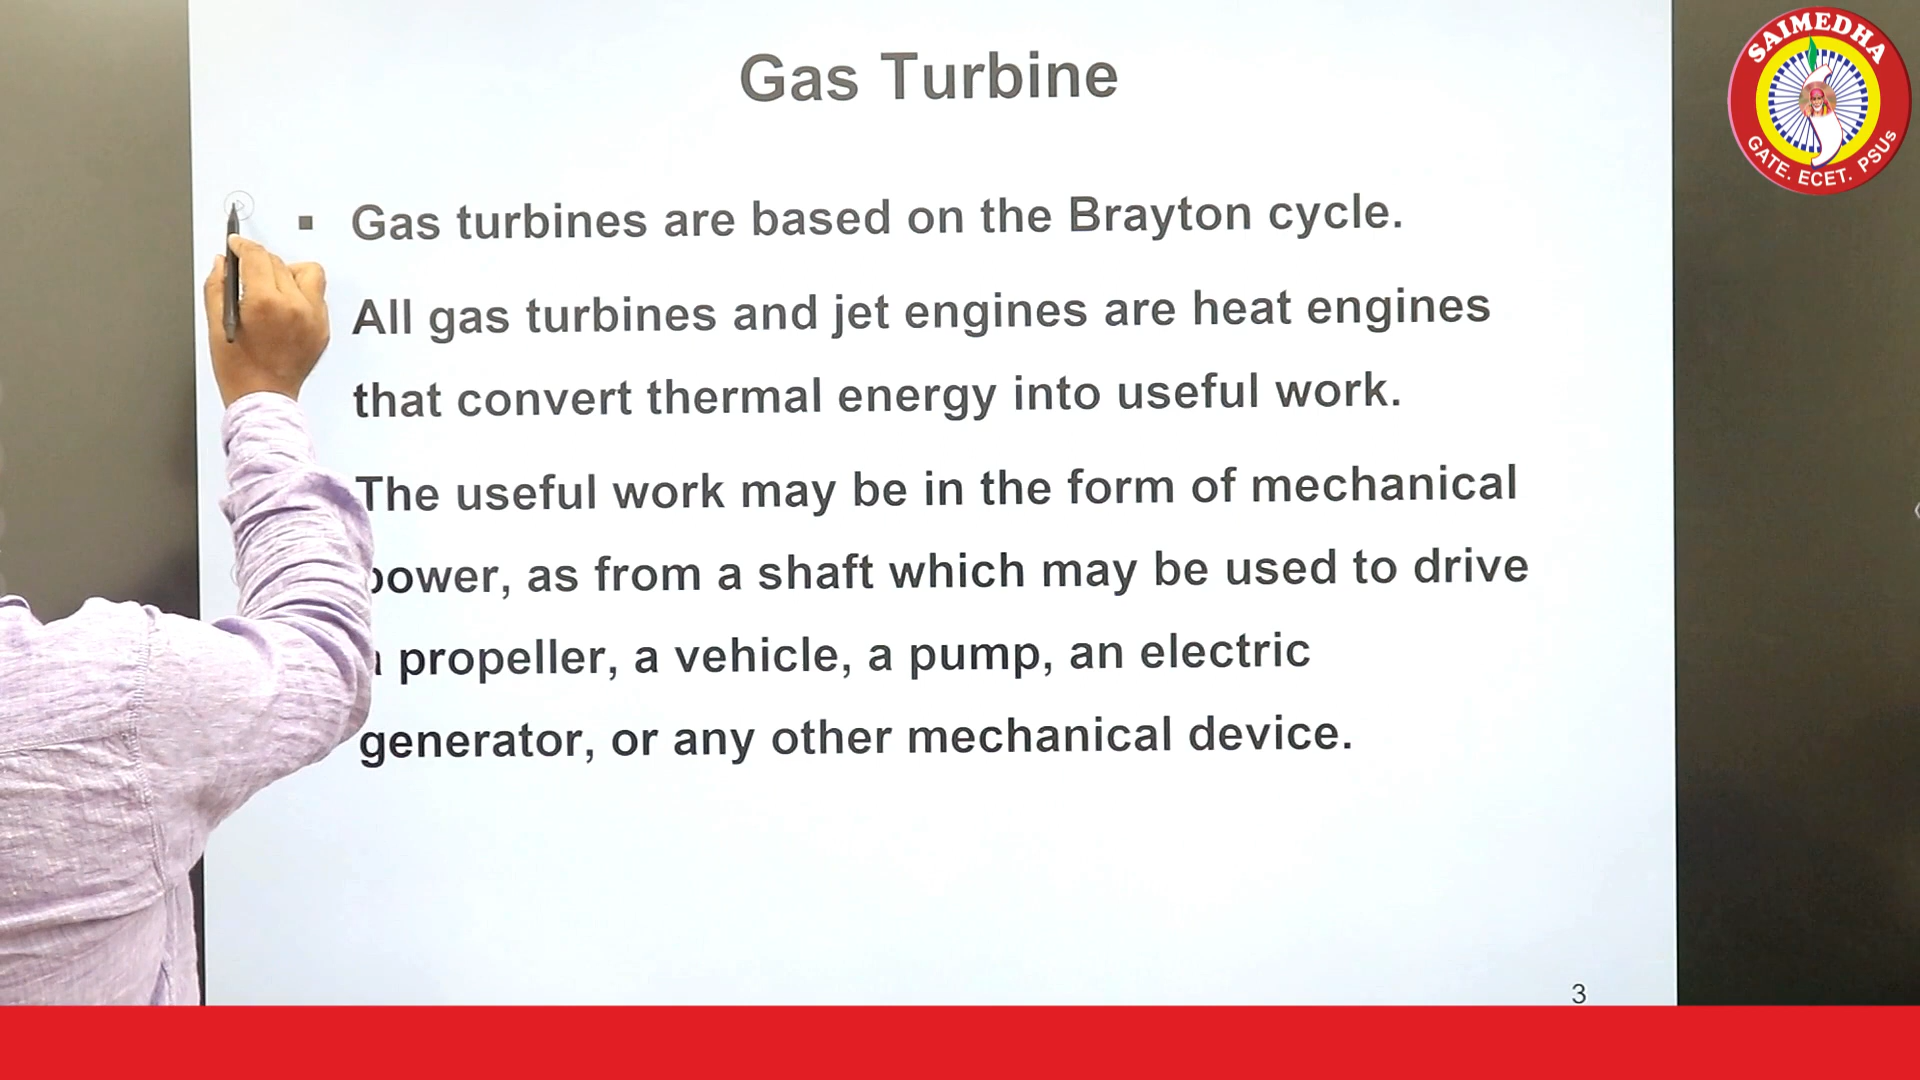 Gas Turbine
SAIMEDHA
GATE. ECET. PSUs
▪ Gas turbines are based on the Brayton cycle.
All gas turbines and jet engines are heat engines
that convert thermal energy into useful work.
The useful work may be in the form of mechanical
power, as from a shaft which may be used to drive
a propeller, a vehicle, a pump, an electric
generator, or any other mechanical device.
3